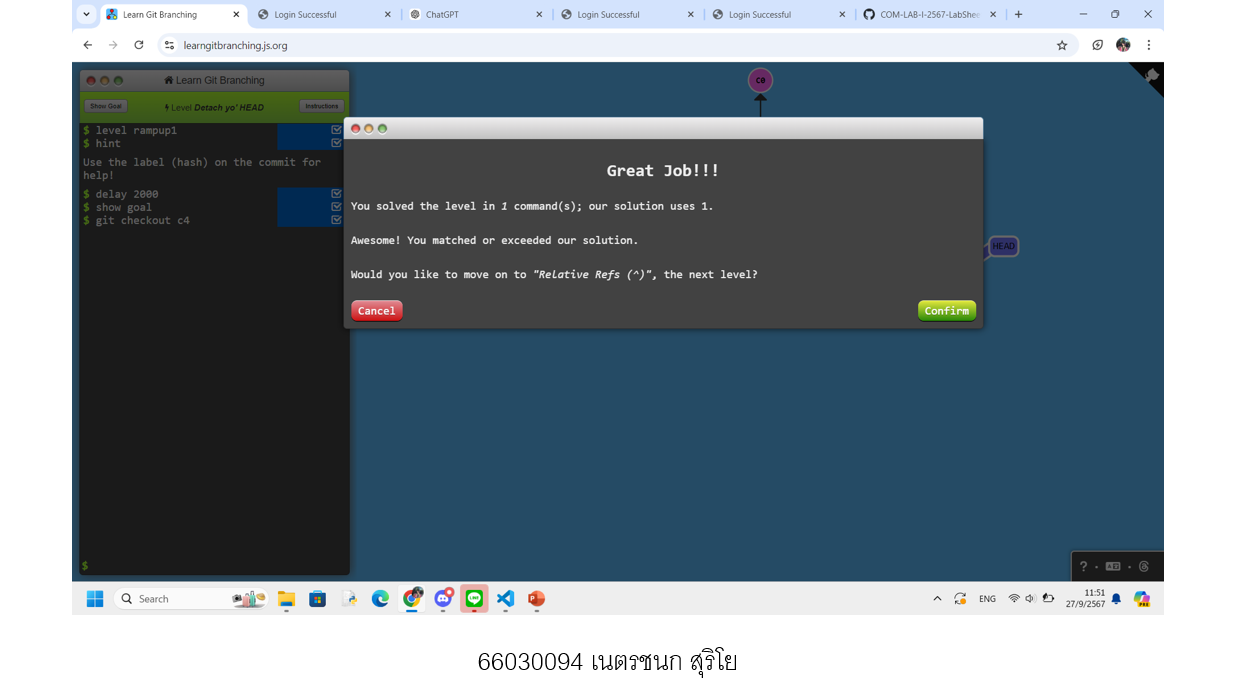 Learn Git Branching
Login Successful
ChatGPT
Login Successful
Login Successful
COM-LAB-I-2567-LabShe
learngitbranching.js.org
Learn Git Branching
Show Goal
Level Detach yo' HEAD
Instructions
$ level rampup1
$ hint
Use the label (hash) on the commit for
help!
$ delay 2000
$ show goal
$ git checkout c4
$
C0
HEAD
Great Job!!!
You solved the level in 1 command(s); our solution uses 1.
Awesome! You matched or exceeded our solution.
Would you like to move on to "Relative Refs (^)", the next level?
Cancel
Confirm
Search
ENG
11:51
27/9/2567
66030094 เนตรชนก สุริโย